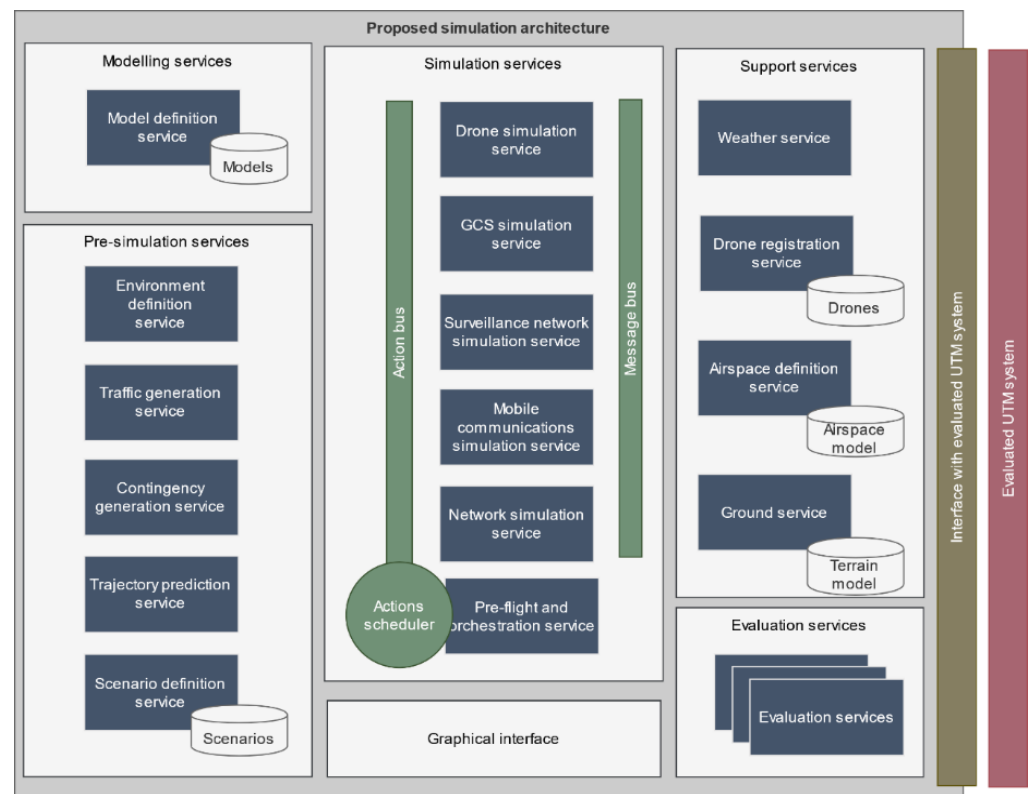 Proposed simulation architecture
Modelling services
Model definition
service
Models
Pre-simulation services
Environment
definition
service
Traffic generation
service
Contingency
generation service
Trajectory prediction
service
Scenario definition
service
Scenarios
Simulation services
Action bus
Drone simulation
service
GCS simulation
service
Surveillance network
simulation service
Mobile
communications
simulation service
Network simulation
service
Message bus
Actions
scheduler
Pre-flight and
orchestration service
Graphical interface
Support services
Weather service
Drone registration
service
Drones
Airspace definition
service
Airspace
model
Ground service
Terrain
model
Evaluation services
Evaluation services
Interface with evaluated UTM system
Evaluated UTM system